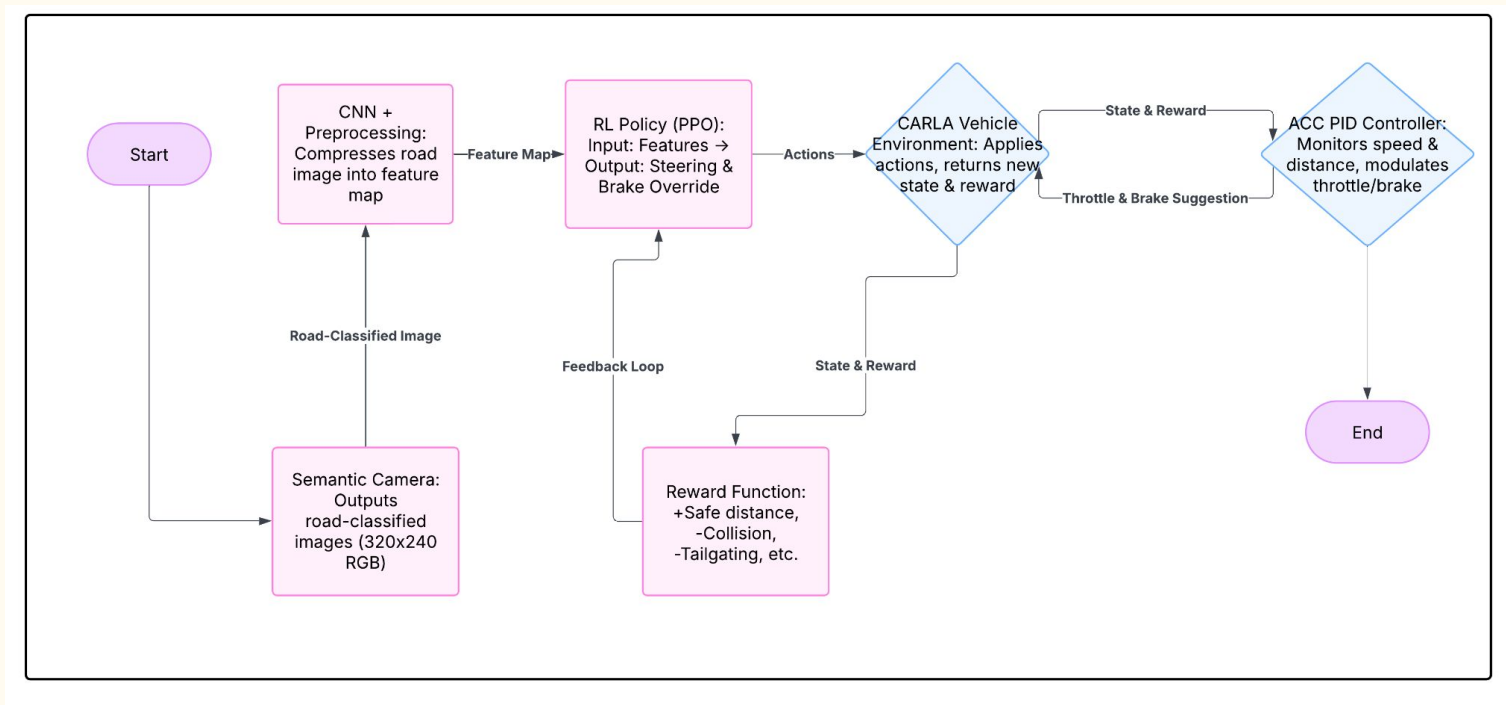 Start
CNN +
Preprocessing:
Compresses road
image into feature
map
Feature Map
RL Policy (PPO):
Input: Features →
Output: Steering &
Brake Override
Actions
CARLA Vehicle
Environment: Applies
actions, returns new
state & reward
State & Reward
Throttle & Brake Suggestion
ACC PID Controller:
Monitors speed &
distance, modulates
throttle/brake
Road-Classified Image
Feedback Loop
State & Reward
End
Semantic Camera:
Outputs
road-classified
images (320x240
RGB)
Reward Function:
+Safe distance,
-Collision,
-Tailgating, etc.